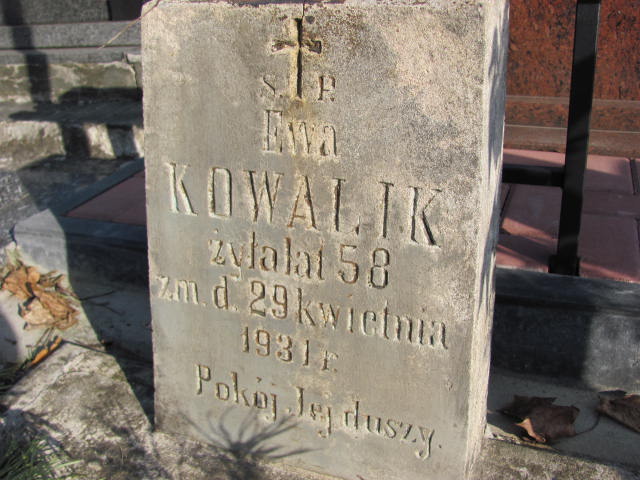 ś. P.
Ewa
KOWALIK
żyła lat 58
zm. d. 29 kwietnia
1931 r.
Pokój Jej duszy.